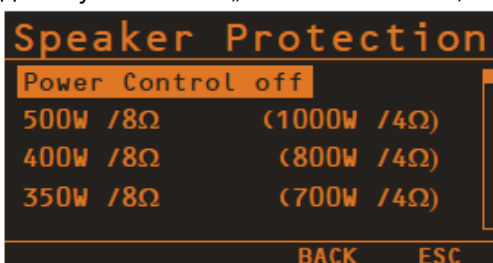 Speaker Protection
Power Control off
500W /8Ω (1000W /4Ω)
400W /8Ω (800W /4Ω)
350W /8Ω (700W /4Ω)
BACK ESC